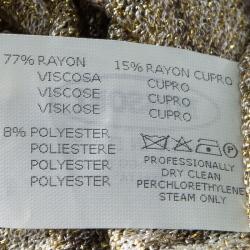 77% RAYON 15% RAYON CUPRO
VISCOSA CUPRO
VISCOSE CUPRO
VISKOSE CUPRO
8% POLYESTER
POLIESTERE
POLYESTER PROFESSIONALLY
POLYESTER DRY CLEAN
PERCHLORETHYLENE
STEAM ONLY